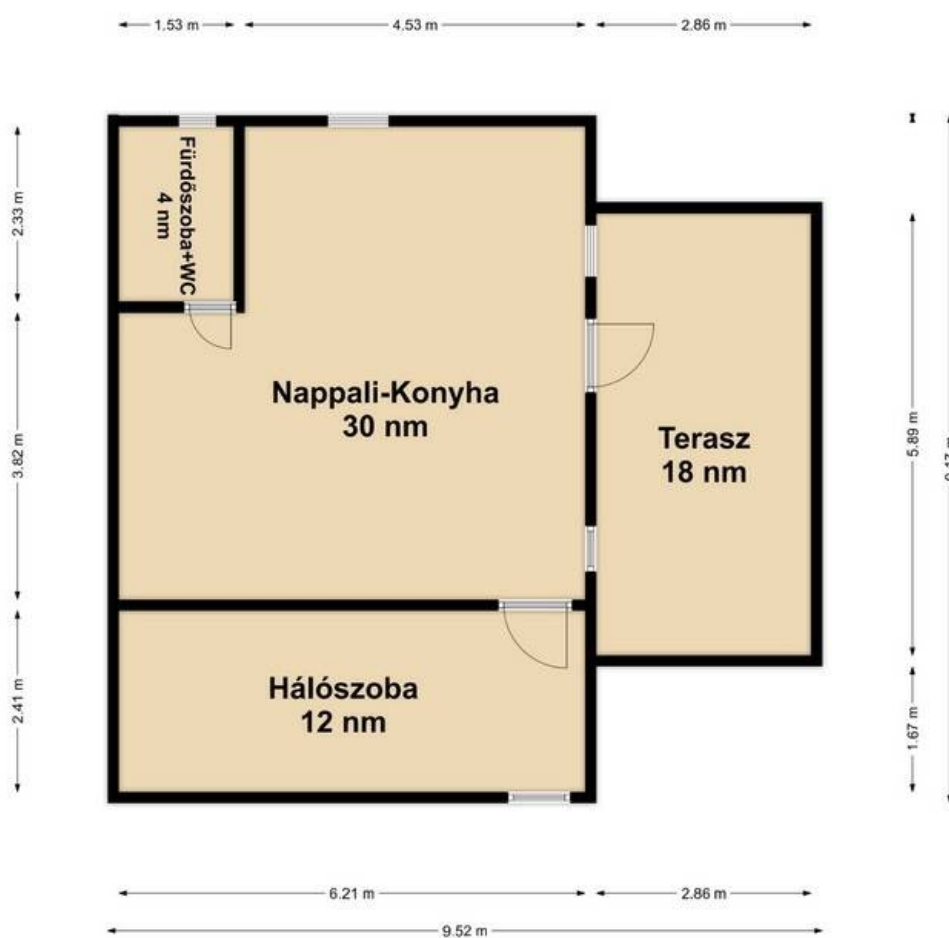 1.53 m
4.53 m
2.86 m
2.33 m
3.82 m
2.41 m
Fürdőszoba+WC
4 nm
Nappali-Konyha
30 nm
Terasz
18 nm
Hálószoba
12 nm
5.89 m
1.67 m
6.21 m
2.86 m
9.52 m